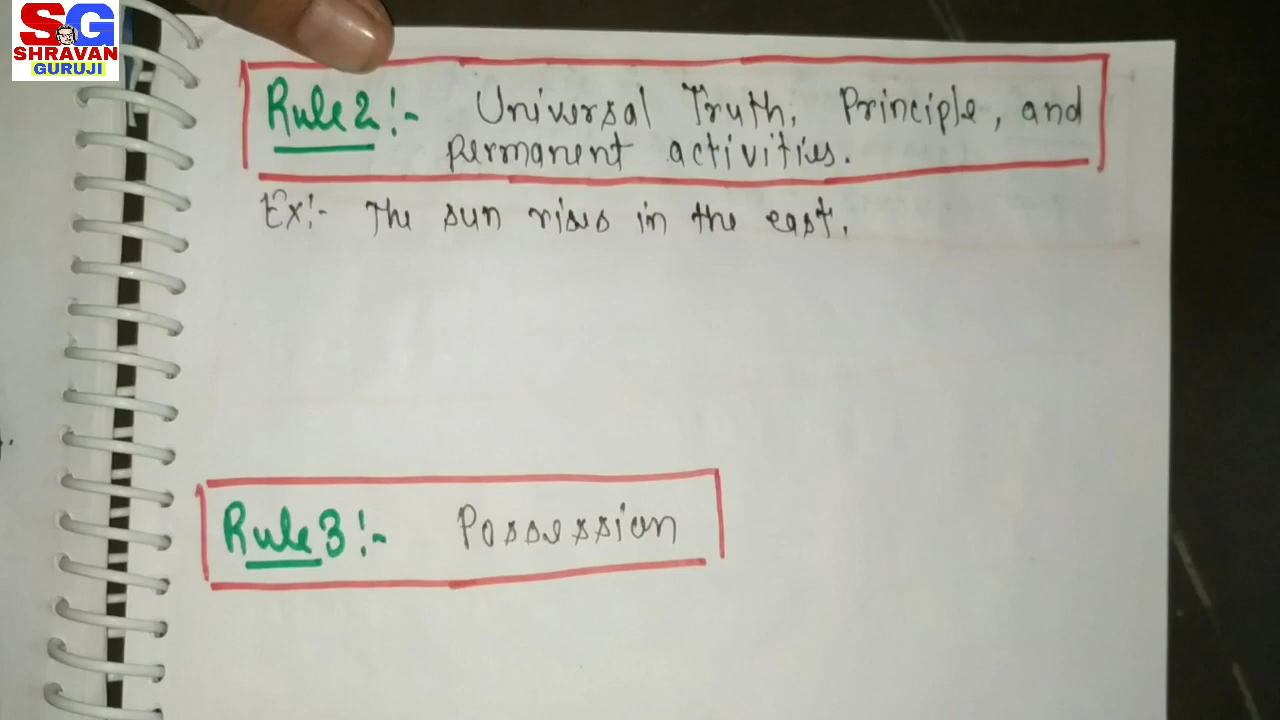 SG
SHRAVAN
GURUJI
Rule 2:- Universal Truth, Principle, and
permanent activities.
Ex:- The sun rises in the east.
Rule 3:- Possession